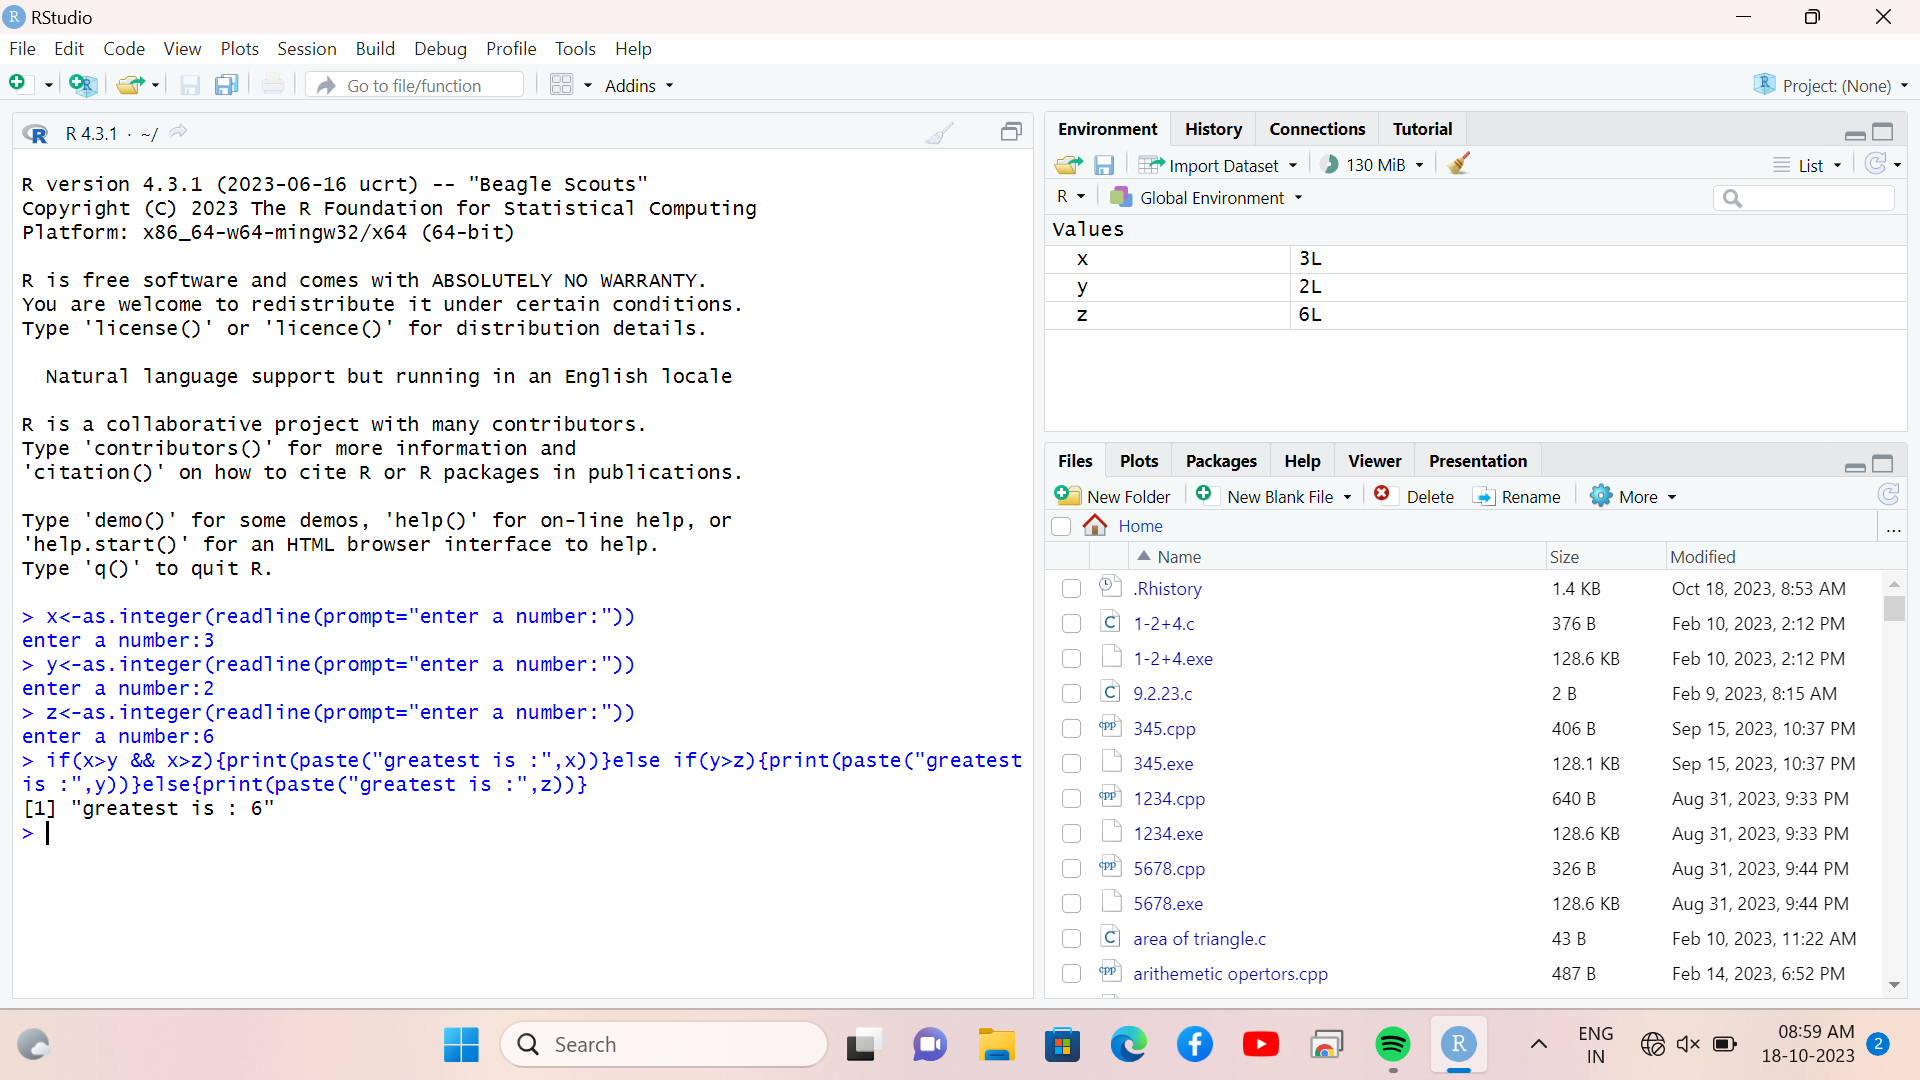 RStudio
File Edit Code View Plots Session Build Debug Profile Tools Help
Go to file/function Addins Project: (None)
R 4.3.1 · ~/
R version 4.3.1 (2023-06-16 ucrt) -- "Beagle Scouts"
Copyright (C) 2023 The R Foundation for Statistical Computing
Platform: x86_64-w64-mingw32/x64 (64-bit)
R is free software and comes with ABSOLUTELY NO WARRANTY.
You are welcome to redistribute it under certain conditions.
Type 'license()' or 'licence()' for distribution details.
Natural language support but running in an English locale
R is a collaborative project with many contributors.
Type 'contributors()' for more information and
'citation()' on how to cite R or R packages in publications.
Type 'demo()' for some demos, 'help()' for on-line help, or
'help.start()' for an HTML browser interface to help.
Type 'q()' to quit R.
> x<-as.integer(readline(prompt="enter a number:"))
enter a number:3
> y<-as.integer(readline(prompt="enter a number:"))
enter a number:2
> z<-as.integer(readline(prompt="enter a number:"))
enter a number:6
> if(x>y && x>z){print(paste("greatest is :",x))}else if(y>z){print(paste("greatest
is :",y))}else{print(paste("greatest is :",z))}
[1] "greatest is : 6"
>
Environment History Connections Tutorial
Import Dataset 130 MiB List
R Global Environment
Values
x 3L
y 2L
z 6L
Files Plots Packages Help Viewer Presentation
New Folder New Blank File Delete Rename More
Home ...
Name Size Modified
.Rhistory 1.4 KB Oct 18, 2023, 8:53 AM
1-2+4.c 376 B Feb 10, 2023, 2:12 PM
1-2+4.exe 128.6 KB Feb 10, 2023, 2:12 PM
9.2.23.c 2 B Feb 9, 2023, 8:15 AM
345.cpp 406 B Sep 15, 2023, 10:37 PM
345.exe 128.1 KB Sep 15, 2023, 10:37 PM
1234.cpp 640 B Aug 31, 2023, 9:33 PM
1234.exe 128.6 KB Aug 31, 2023, 9:33 PM
5678.cpp 326 B Aug 31, 2023, 9:44 PM
5678.exe 128.6 KB Aug 31, 2023, 9:44 PM
area of triangle.c 43 B Feb 10, 2023, 11:22 AM
arithemetic opertors.cpp 487 B Feb 14, 2023, 6:52 PM
Search
ENG
IN
08:59 AM
18-10-2023
2